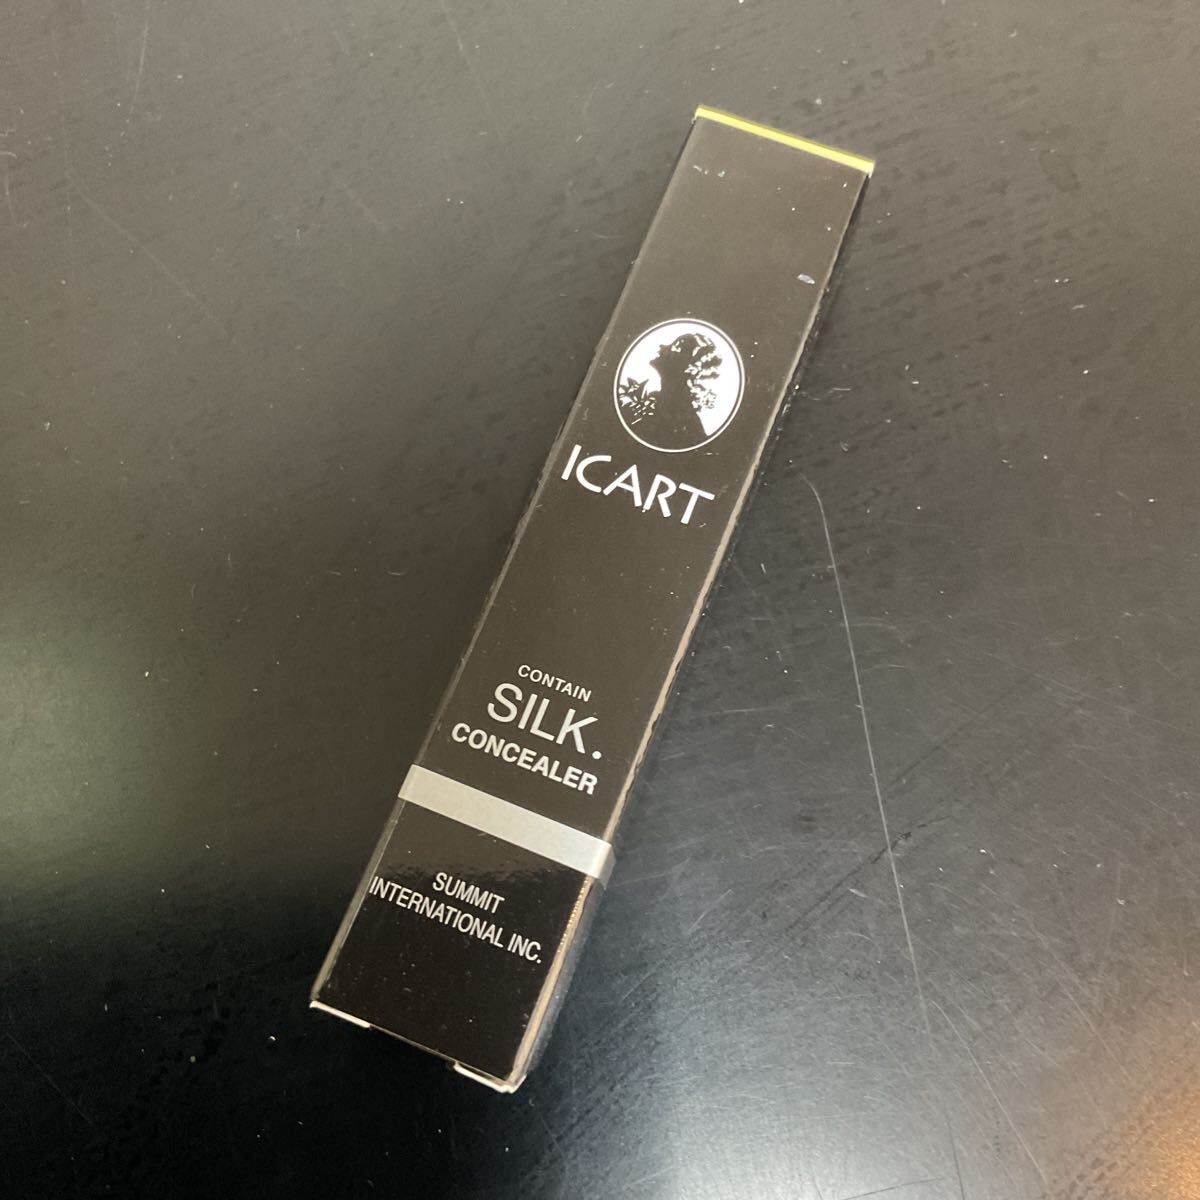 ICART
CONTAIN
SILK.
CONCEALER
SUMMIT
INTERNATIONAL INC.